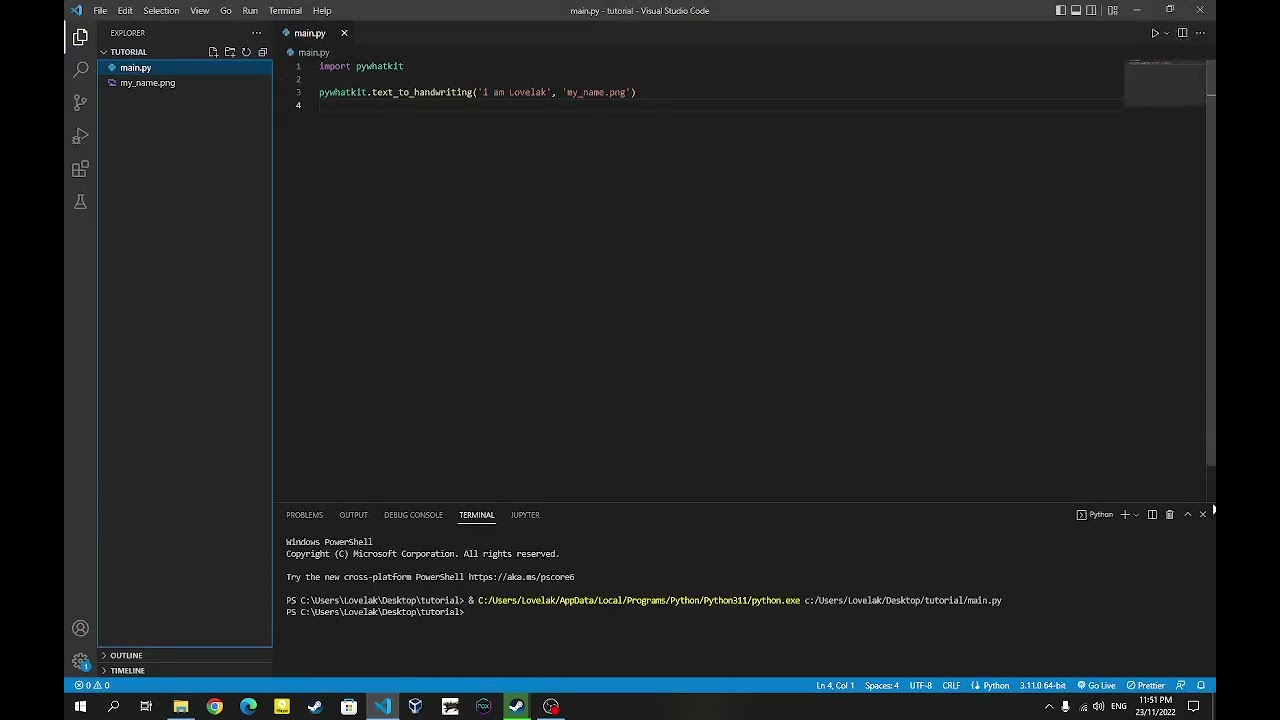 File Edit Selection View Go Run Terminal Help
main.py - tutorial - Visual Studio Code
EXPLORER
TUTORIAL
main.py
my_name.png
main.py
main.py
1 import pywhatkit
2
3 pywhatkit.text_to_handwriting('i am Lovelak', 'my_name.png')
4
PROBLEMS OUTPUT DEBUG CONSOLE TERMINAL JUPYTER
Python
Windows PowerShell
Copyright (C) Microsoft Corporation. All rights reserved.
Try the new cross-platform PowerShell https://aka.ms/pscore6
PS C:\Users\Lovelak\Desktop\tutorial> & C:/Users/Lovelak/AppData/Local/Programs/Python/Python311/python.exe c:/Users/Lovelak/Desktop/tutorial/main.py
PS C:\Users\Lovelak\Desktop\tutorial>
OUTLINE
TIMELINE
1
0 0
Ln 4, Col 1 Spaces: 4 UTF-8 CRLF Python 3.11.0 64-bit Go Live Prettier
ENG
11:51 PM
23/11/2022